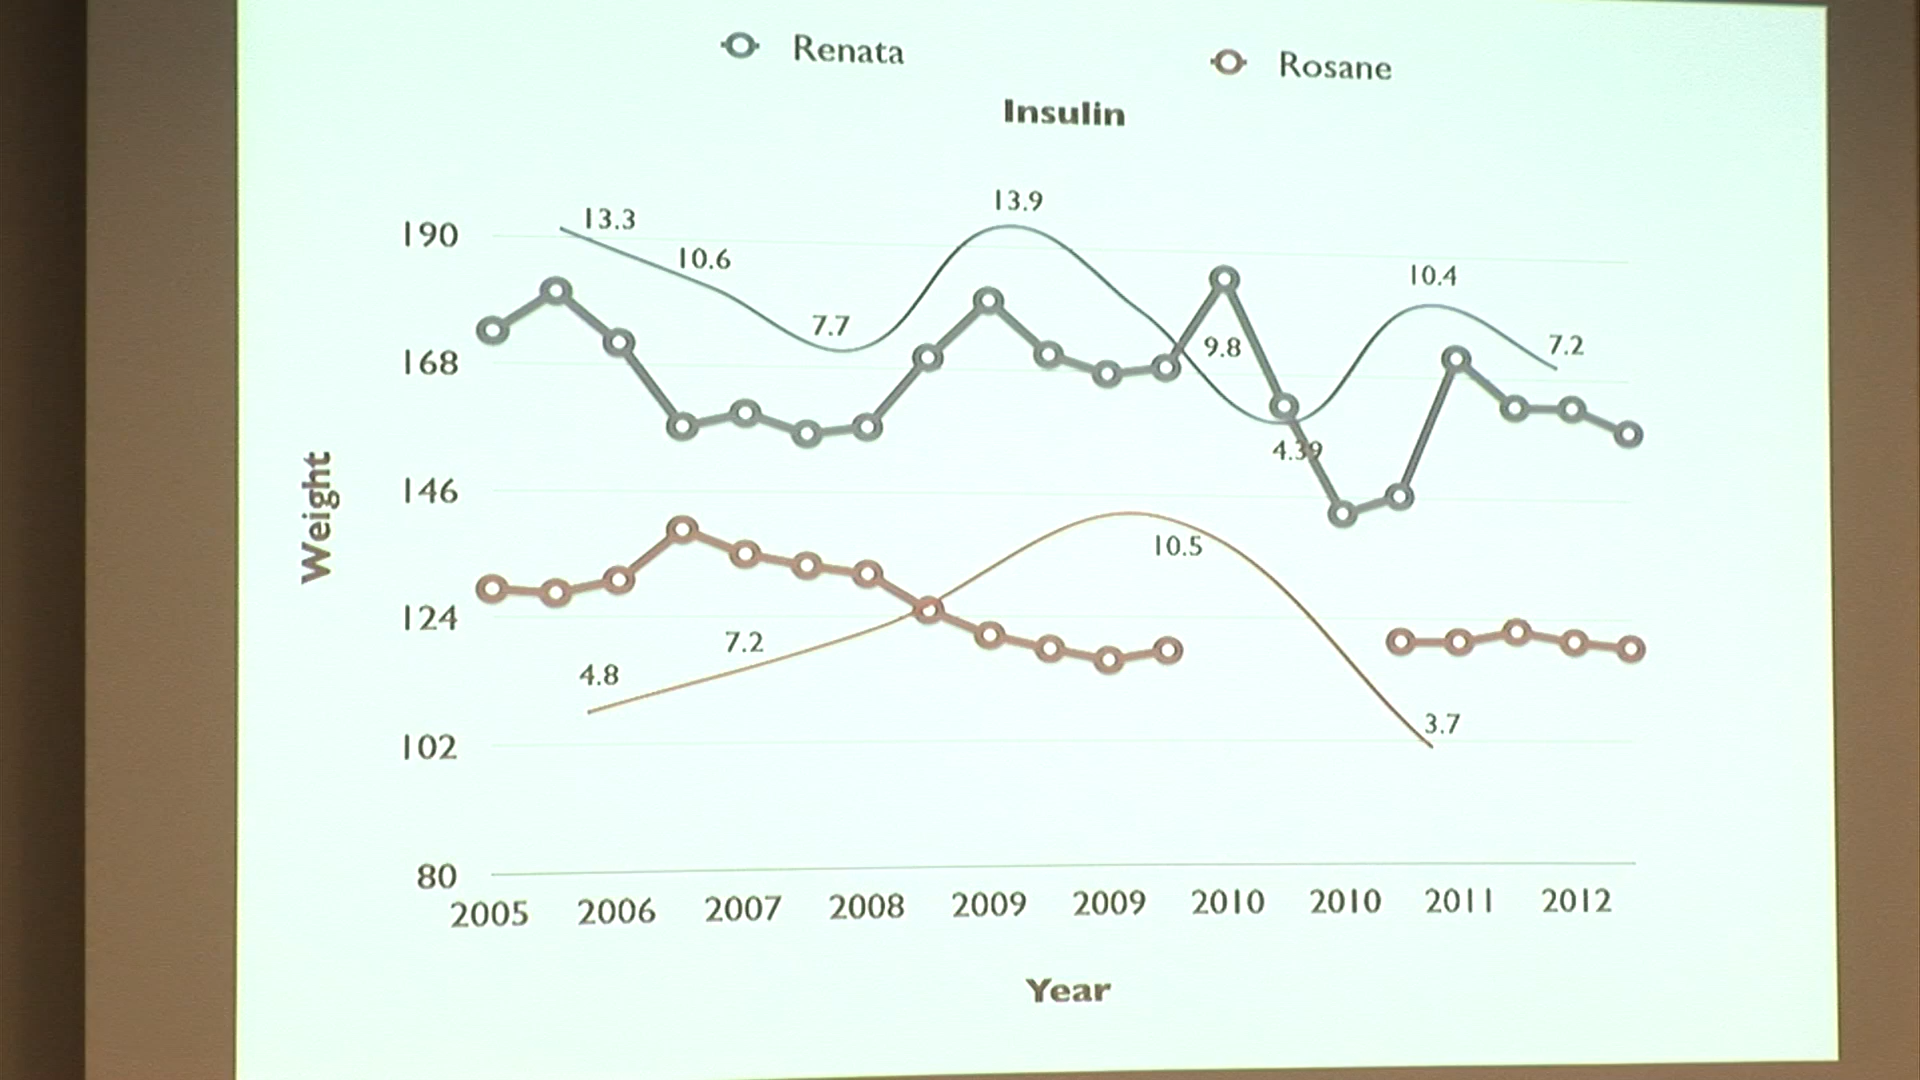 Renata Rosane
Insulin
13.9
190 13.3
10.6 10.4
7.7 9.8 7.2
168
4.39
146
Weight
10.5
124
7.2
4.8
3.7
102
80
2005 2006 2007 2008 2009 2009 2010 2010 2011 2012
Year